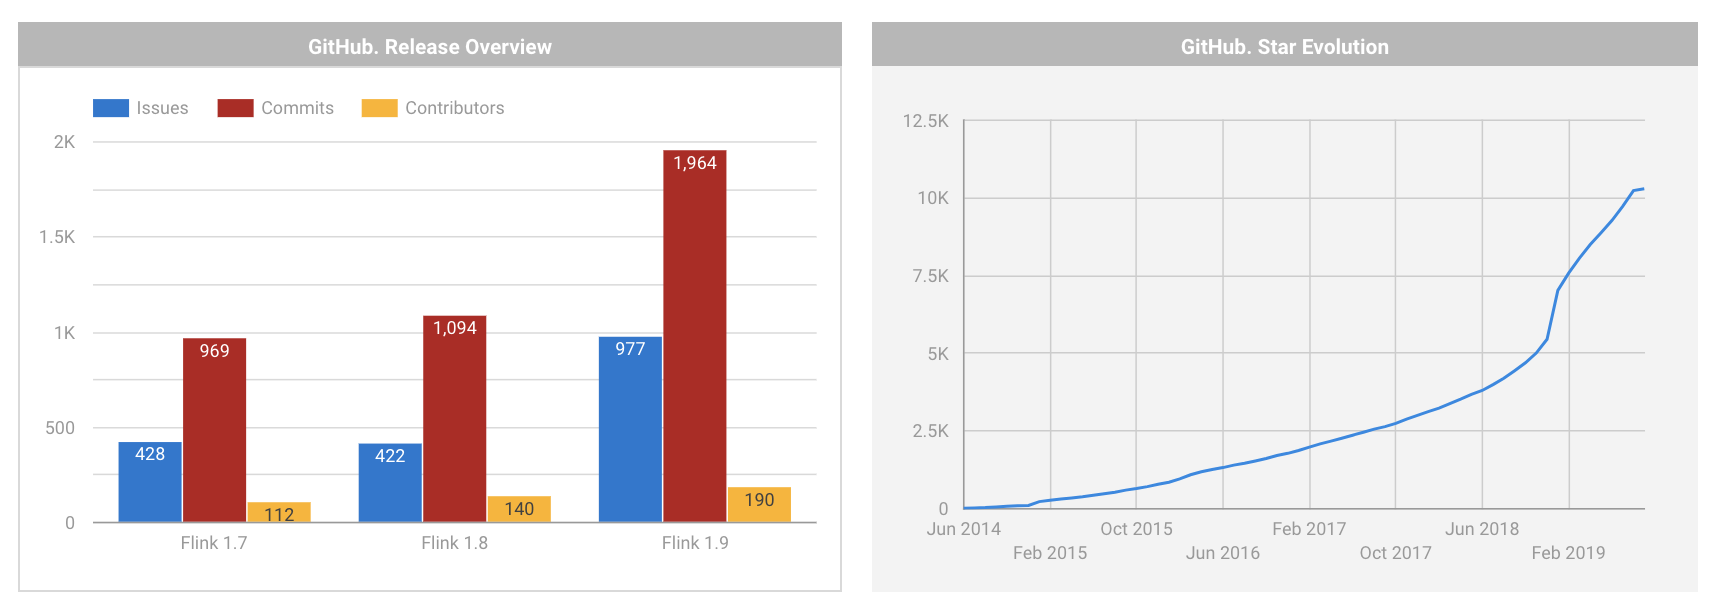 GitHub. Release Overview
Issues Commits Contributors
2K
1.5K
1K
500
0
428 969 112
422 1,094 140
977 1,964 190
Flink 1.7 Flink 1.8 Flink 1.9
GitHub. Star Evolution
12.5K
10K
7.5K
5K
2.5K
0
Jun 2014 Oct 2015 Feb 2017 Jun 2018
Feb 2015 Jun 2016 Oct 2017 Feb 2019